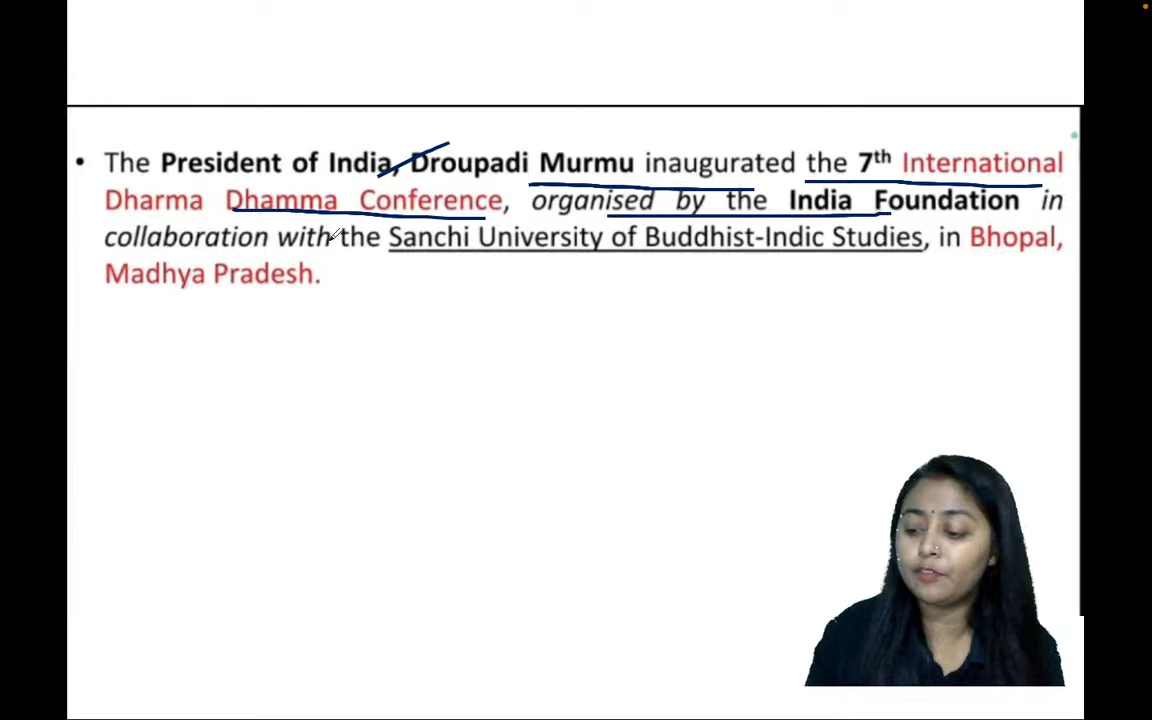 • The President of India, Droupadi Murmu inaugurated the 7th International
Dharma Dhamma Conference, organised by the India Foundation in
collaboration with the Sanchi University of Buddhist-Indic Studies, in Bhopal,
Madhya Pradesh.